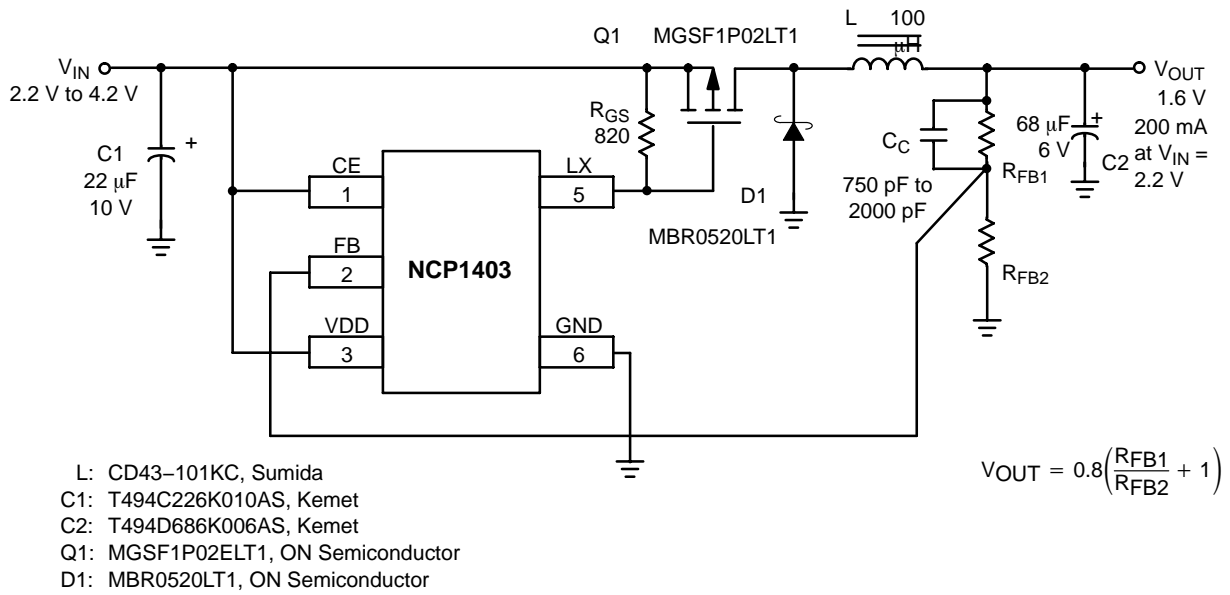 L 100
μH
Q1 MGSF1P02LT1
VIN
2.2 V to 4.2 V
VOUT
1.6 V
200 mA
at VIN =
2.2 V
RGS
820
C1
22 μF
10 V
+
CE
1
LX
5
D1
CC
750 pF to
2000 pF
RFB1
68 μF
6 V
+
C2
MBR0520LT1
FB
2
NCP1403
RFB2
VDD
3
GND
6
VOUT = 0.8(RFB1/RFB2 + 1)
L: CD43–101KC, Sumida
C1: T494C226K010AS, Kemet
C2: T494D686K006AS, Kemet
Q1: MGSF1P02ELT1, ON Semiconductor
D1: MBR0520LT1, ON Semiconductor